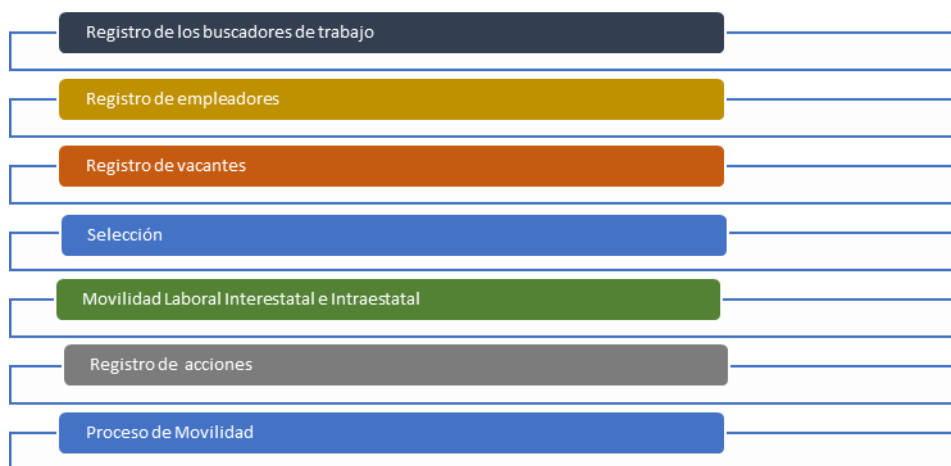 Registro de los buscadores de trabajo
Registro de empleadores
Registro de vacantes
Selección
Movilidad Laboral Interestatal e Intraestatal
Registro de acciones
Proceso de Movilidad